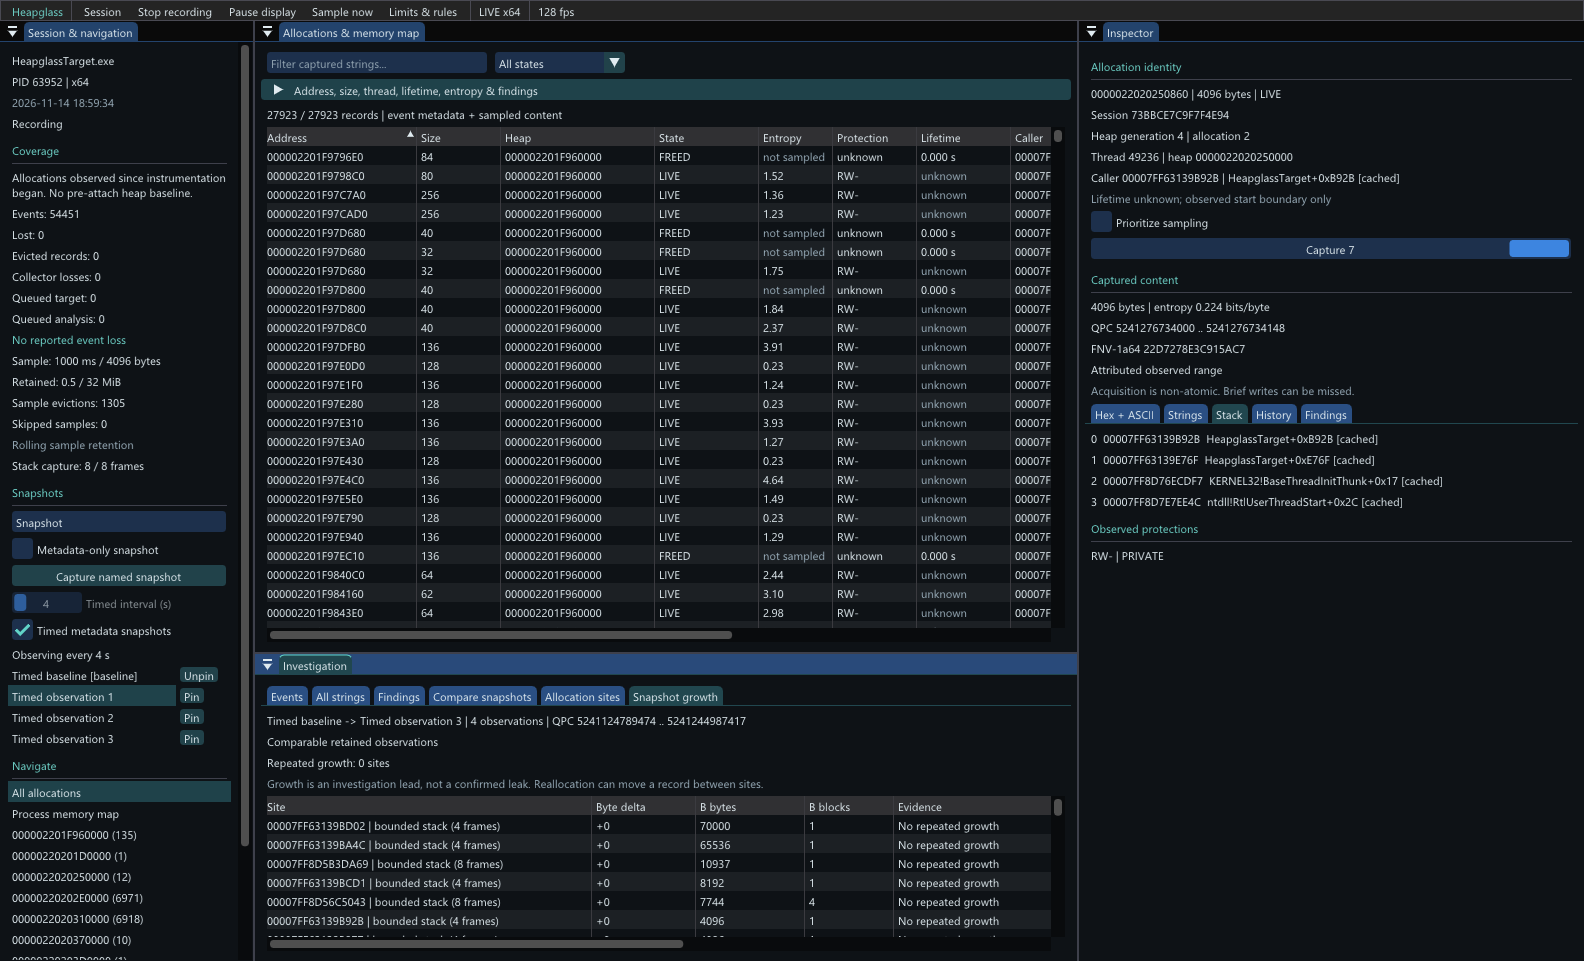 Heapglass Session Stop recording Pause display Sample now Limits & rules LIVE x64 128 fps
Session & navigation
HeapglassTarget.exe
PID 63952 | x64
2026-11-14 18:59:34
Recording
Coverage
Allocations observed since instrumentation
began. No pre-attach heap baseline.
Events: 54451
Lost: 0
Evicted records: 0
Collector losses: 0
Queued target: 0
Queued analysis: 0
No reported event loss
Sample: 1000 ms / 4096 bytes
Retained: 0.5 / 32 MiB
Sample evictions: 1305
Skipped samples: 0
Rolling sample retention
Stack capture: 8 / 8 frames
Snapshots
Snapshot
Metadata-only snapshot
Capture named snapshot
4 Timed interval (s)
Timed metadata snapshots
Observing every 4 s
Timed baseline [baseline] Unpin
Timed observation 1 Pin
Timed observation 2 Pin
Timed observation 3 Pin
Navigate
All allocations
Process memory map
000002201F960000 (135)
00000220201D0000 (1)
0000022020250000 (12)
00000220202E0000 (6971)
0000022020310000 (6918)
0000022020370000 (10)
Allocations & memory map
Filter captured strings... All states
Address, size, thread, lifetime, entropy & findings
27923 / 27923 records | event metadata + sampled content
Address Size Heap State Entropy Protection Lifetime Caller
000002201F9796E0 84 000002201F960000 FREED not sampled unknown 0.000 s 00007F
000002201F9798C0 80 000002201F960000 LIVE 1.52 RW- unknown 00007F
000002201F97C7A0 256 000002201F960000 LIVE 1.36 RW- unknown 00007F
000002201F97CAD0 256 000002201F960000 LIVE 1.23 RW- unknown 00007F
000002201F97D680 40 000002201F960000 FREED not sampled unknown 0.000 s 00007F
000002201F97D680 32 000002201F960000 FREED not sampled unknown 0.000 s 00007F
000002201F97D680 32 000002201F960000 LIVE 1.75 RW- unknown 00007F
000002201F97D800 40 000002201F960000 FREED not sampled unknown 0.000 s 00007F
000002201F97D800 40 000002201F960000 LIVE 1.84 RW- unknown 00007F
000002201F97D8C0 40 000002201F960000 LIVE 2.37 RW- unknown 00007F
000002201F97DFB0 136 000002201F960000 LIVE 3.91 RW- unknown 00007F
000002201F97E0D0 128 000002201F960000 LIVE 0.23 RW- unknown 00007F
000002201F97E1F0 136 000002201F960000 LIVE 1.24 RW- unknown 00007F
000002201F97E280 128 000002201F960000 LIVE 0.23 RW- unknown 00007F
000002201F97E310 136 000002201F960000 LIVE 3.93 RW- unknown 00007F
000002201F97E3A0 136 000002201F960000 LIVE 1.27 RW- unknown 00007F
000002201F97E430 128 000002201F960000 LIVE 0.23 RW- unknown 00007F
000002201F97E4C0 136 000002201F960000 LIVE 4.64 RW- unknown 00007F
000002201F97E5E0 136 000002201F960000 LIVE 1.49 RW- unknown 00007F
000002201F97E790 128 000002201F960000 LIVE 0.23 RW- unknown 00007F
000002201F97E940 136 000002201F960000 LIVE 1.29 RW- unknown 00007F
000002201F97EC10 136 000002201F960000 FREED not sampled unknown 0.000 s 00007F
000002201F9840C0 64 000002201F960000 LIVE 2.44 RW- unknown 00007F
000002201F984160 62 000002201F960000 LIVE 3.10 RW- unknown 00007F
000002201F9843E0 64 000002201F960000 LIVE 2.98 RW- unknown 00007F
Investigation
Events All strings Findings Compare snapshots Allocation sites Snapshot growth
Timed baseline -> Timed observation 3 | 4 observations | QPC 5241124789474 .. 5241244987417
Comparable retained observations
Repeated growth: 0 sites
Growth is an investigation lead, not a confirmed leak. Reallocation can move a record between sites.
Site Byte delta B bytes B blocks Evidence
00007FF63139BD02 | bounded stack (4 frames) +0 70000 1 No repeated growth
00007FF63139BA4C | bounded stack (4 frames) +0 65536 1 No repeated growth
00007FF8D5B3DA69 | bounded stack (8 frames) +0 10937 1 No repeated growth
00007FF63139BCD1 | bounded stack (4 frames) +0 8192 1 No repeated growth
00007FF8D56C5043 | bounded stack (8 frames) +0 7744 4 No repeated growth
00007FF63139B92B | bounded stack (4 frames) +0 4096 1 No repeated growth
Inspector
Allocation identity
0000022020250860 | 4096 bytes | LIVE
Session 73BBCE7C9F7F4E94
Heap generation 4 | allocation 2
Thread 49236 | heap 0000022020250000
Caller 00007FF63139B92B | HeapglassTarget+0xB92B [cached]
Lifetime unknown; observed start boundary only
Prioritize sampling
Capture 7
Captured content
4096 bytes | entropy 0.224 bits/byte
QPC 5241276734000 .. 5241276734148
FNV-1a64 22D7278E3C915AC7
Attributed observed range
Acquisition is non-atomic. Brief writes can be missed.
Hex + ASCII Strings Stack History Findings
0 00007FF63139B92B HeapglassTarget+0xB92B [cached]
1 00007FF63139E76F HeapglassTarget+0xE76F [cached]
2 00007FF8D76ECDF7 KERNEL32!BaseThreadInitThunk+0x17 [cached]
3 00007FF8D7E7EE4C ntdll!RtlUserThreadStart+0x2C [cached]
Observed protections
RW- | PRIVATE